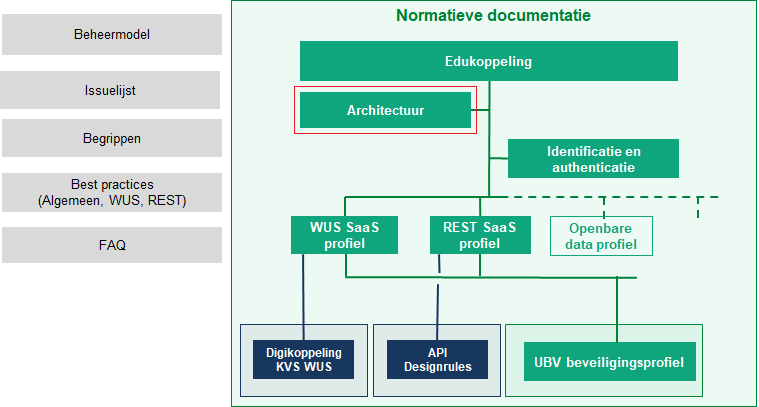 Beheermodel
Issuelijst
Begrippen
Best practices
(Algemeen, WUS, REST)
FAQ
Normatieve documentatie
Edukoppeling
Architectuur
Identificatie en
authenticatie
WUS SaaS
profiel
REST SaaS
profiel
Openbare
data profiel
Digikoppeling
KVS WUS
API
Designrules
UBV beveiligingsprofiel